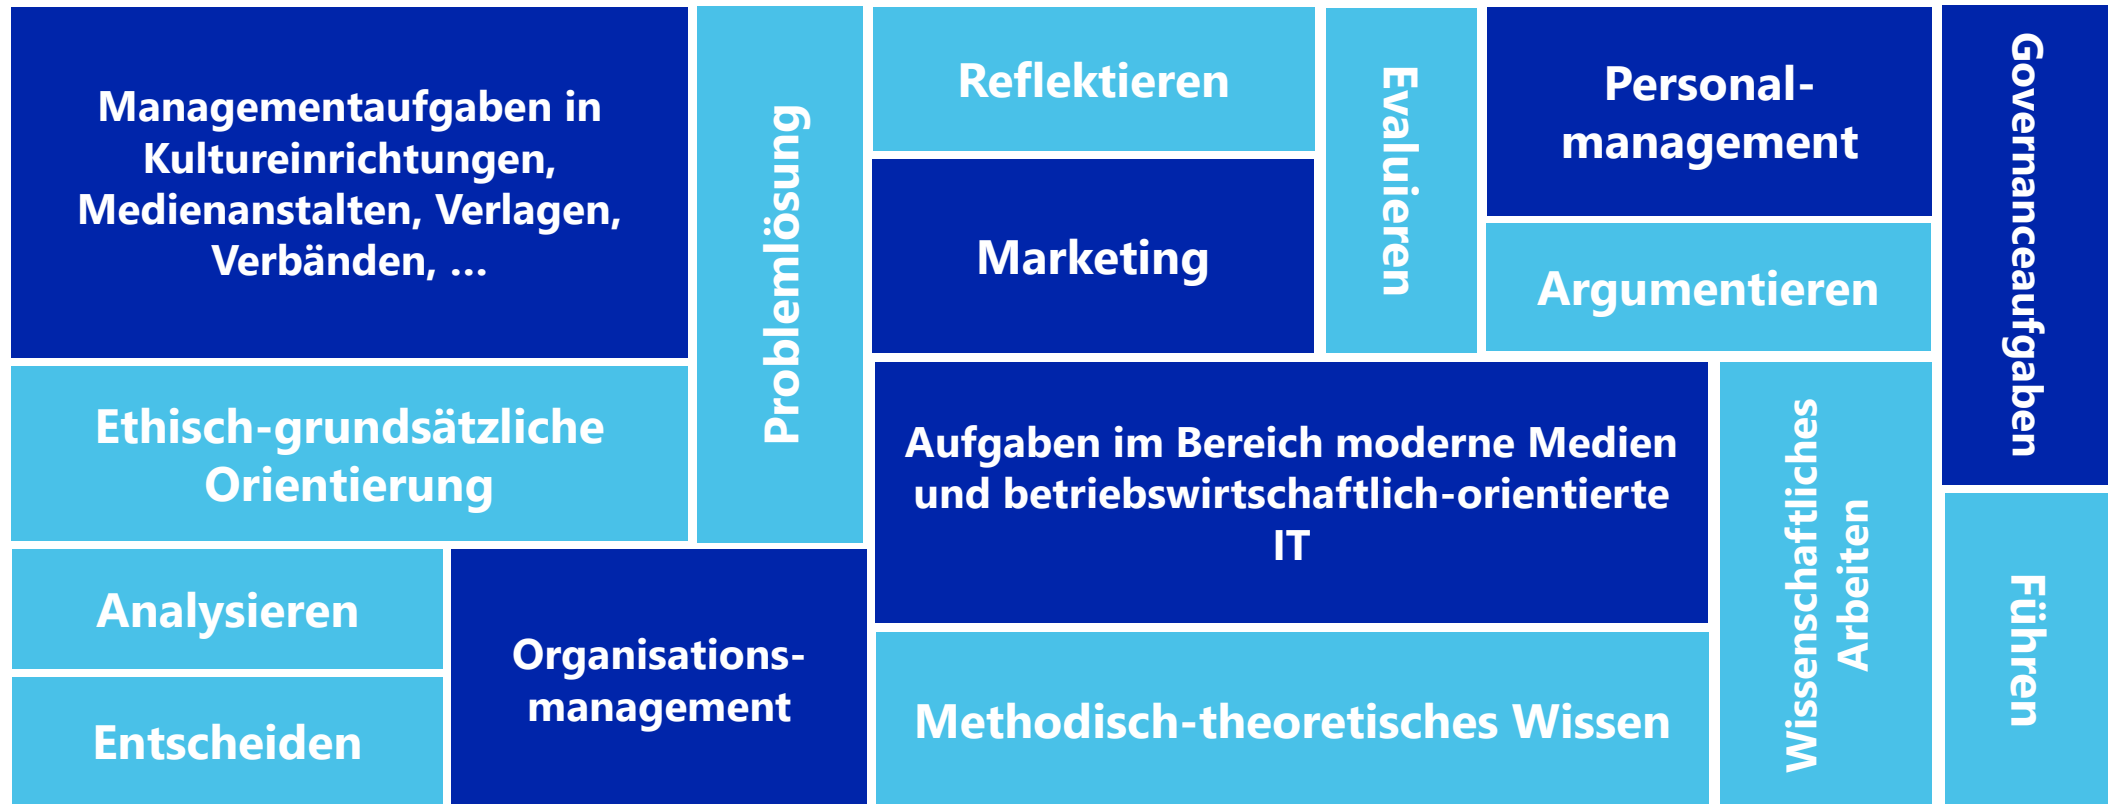 Managementaufgaben in
Kultureinrichtungen,
Medienanstalten, Verlagen,
Verbänden, ...
Problemlösung
Reflektieren
Marketing
Evaluieren
Personal-
management
Argumentieren
Governanceaufgaben
Ethisch-grundsätzliche
Orientierung
Aufgaben im Bereich moderne Medien
und betriebswirtschaftlich-orientierte
IT
Wissenschaftliches
Arbeiten
Führen
Analysieren
Entscheiden
Organisations-
management
Methodisch-theoretisches Wissen